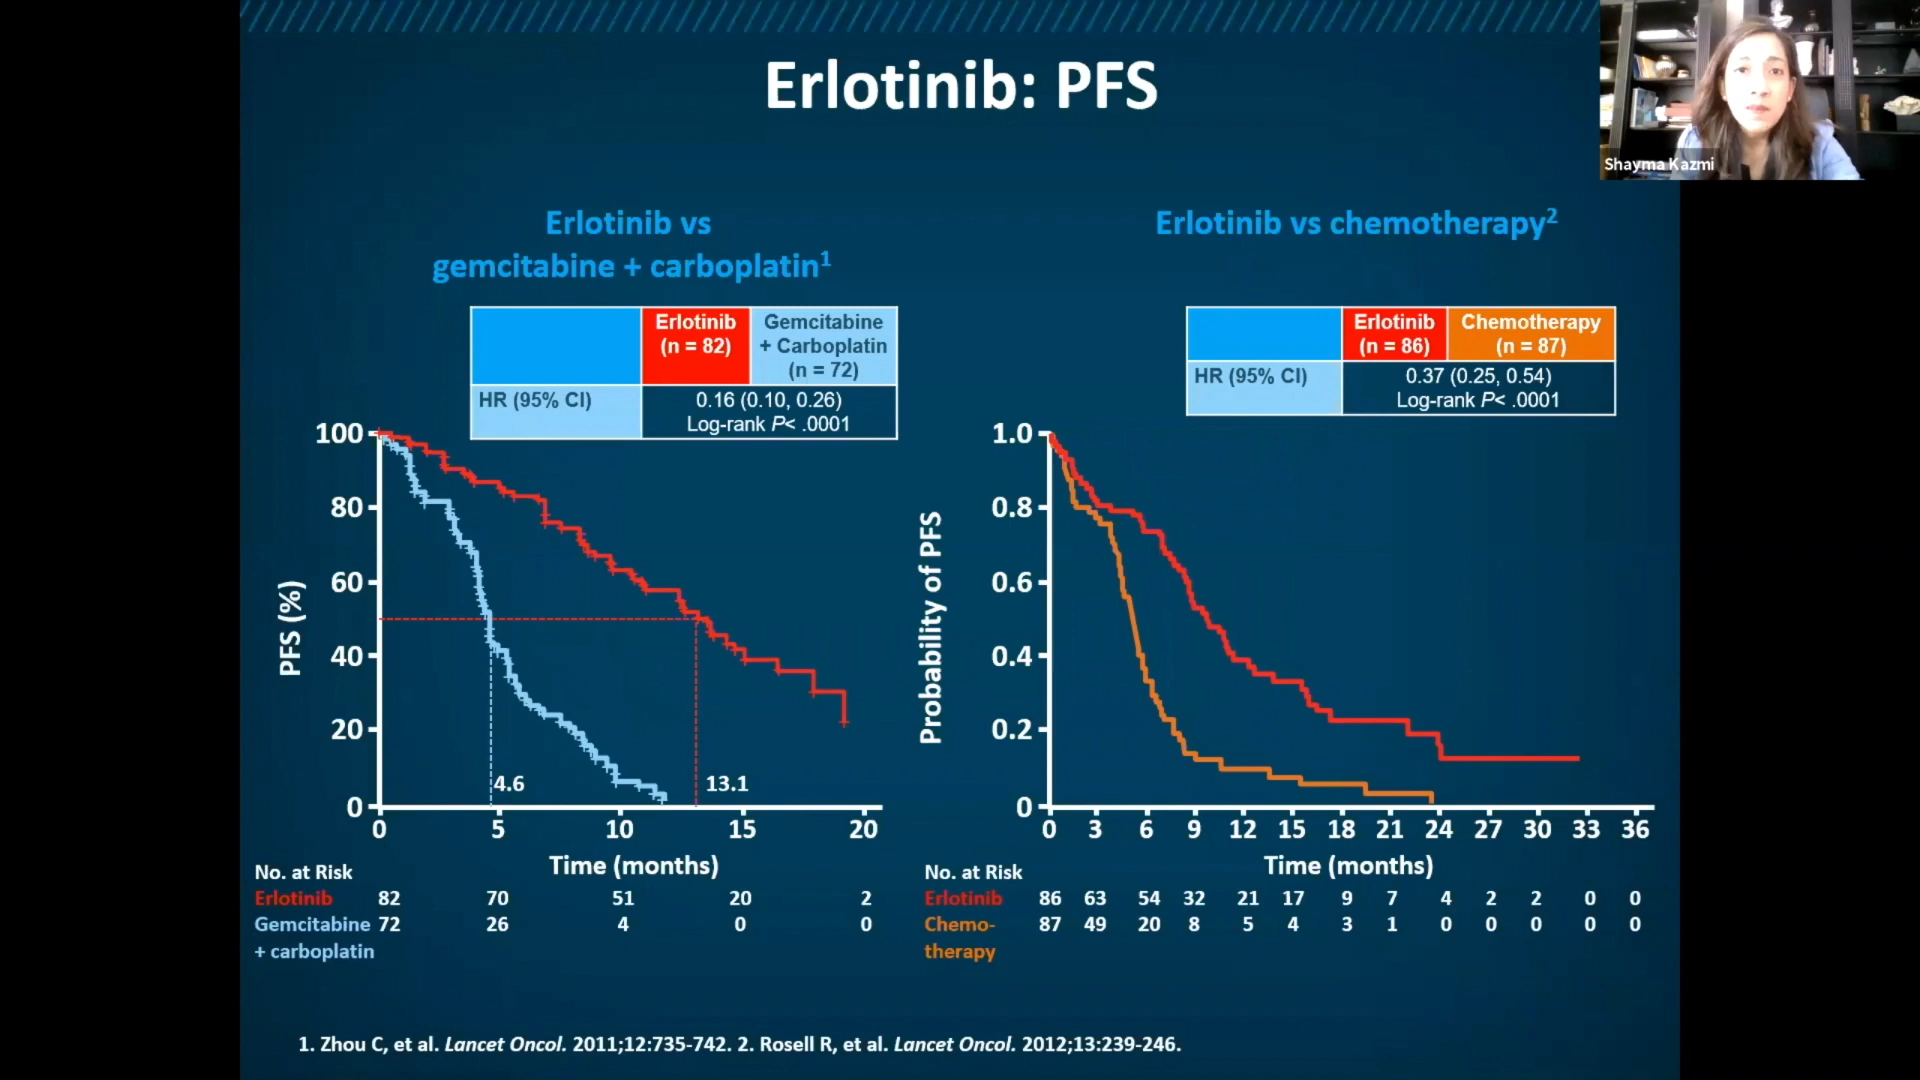 Erlotinib: PFS
Shayma Kazmi
Erlotinib vs
gemcitabine + carboplatin1
Erlotinib
(n = 82)
Gemcitabine
+ Carboplatin
(n = 72)
HR (95% CI)
0.16 (0.10, 0.26)
Log-rank P< .0001
PFS (%)
100
80
60
40
20
0
4.6
13.1
0 5 10 15 20
Time (months)
No. at Risk
Erlotinib 82 70 51 20 2
Gemcitabine 72 26 4 0 0
+ carboplatin
Erlotinib vs chemotherapy2
Erlotinib
(n = 86)
Chemotherapy
(n = 87)
HR (95% CI)
0.37 (0.25, 0.54)
Log-rank P< .0001
Probability of PFS
1.0
0.8
0.6
0.4
0.2
0
0 3 6 9 12 15 18 21 24 27 30 33 36
Time (months)
No. at Risk
Erlotinib 86 63 54 32 21 17 9 7 4 2 2 0 0
Chemo- 87 49 20 8 5 4 3 1 0 0 0 0 0
therapy
1. Zhou C, et al. Lancet Oncol. 2011;12:735-742. 2. Rosell R, et al. Lancet Oncol. 2012;13:239-246.